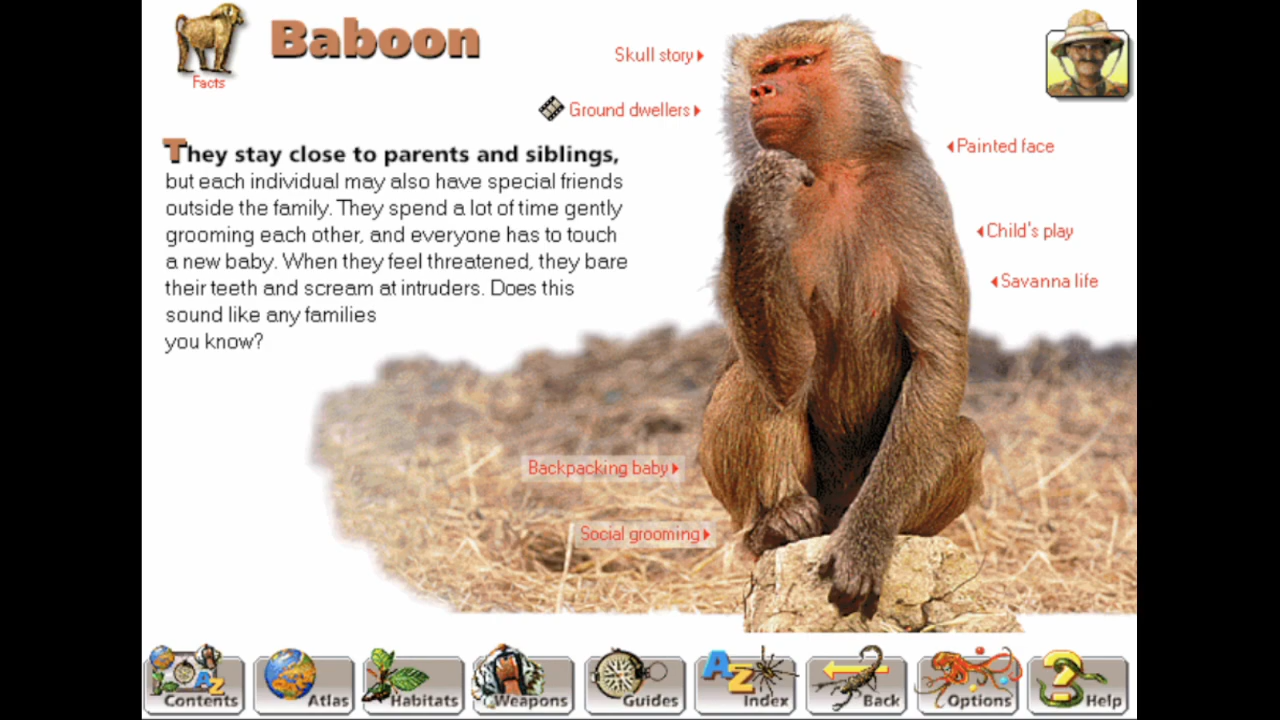 Baboon
Facts
Skull story
Ground dwellers
They stay close to parents and siblings,
but each individual may also have special friends
outside the family. They spend a lot of time gently
grooming each other, and everyone has to touch
a new baby. When they feel threatened, they bare
their teeth and scream at intruders. Does this
sound like any families
you know?
Painted face
Child's play
Savanna life
Backpacking baby
Social grooming
Contents
Atlas
Habitats
Weapons
Guides
AZ
Index
Back
Options
?
Help